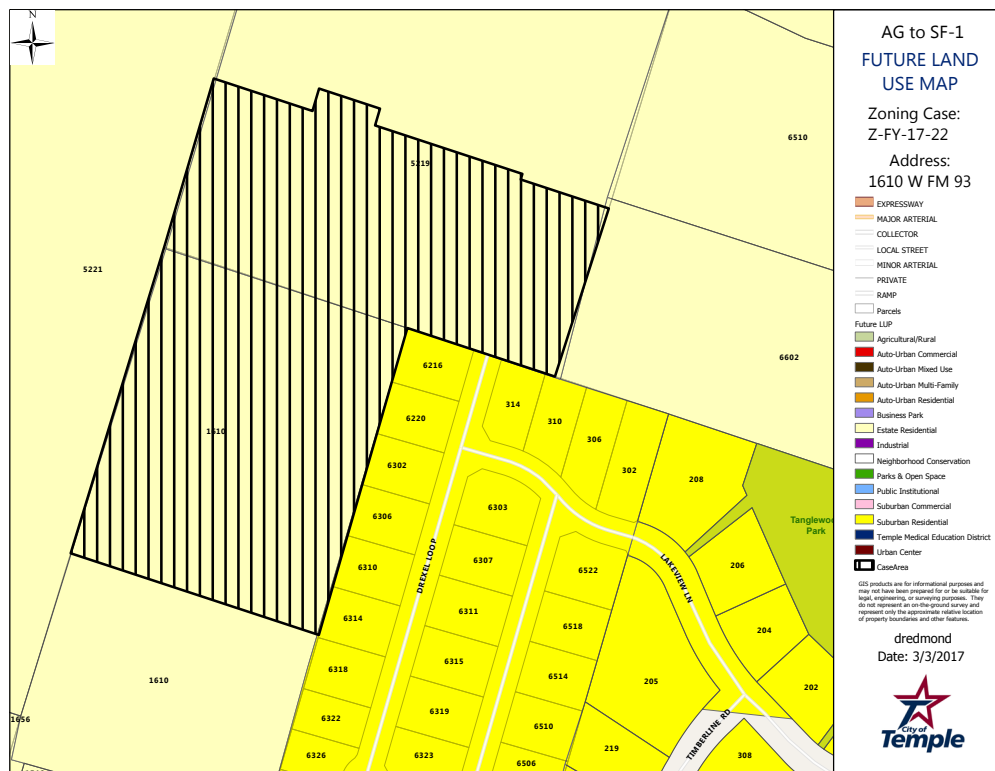 N
5219
6510
5221
6602
6216
314
310
6220
306
302
208
1610
6302
6303
Tanglewood
Park
6306
6307
206
6310
6522
DREXEL LOOP
LAKEVIEW LN
6311
6314
6518
204
6315
6318
6514
1610
205
202
1656
6322
6319
6510
TIMBERLINE RD
219
6326
6323
6506
308
AG to SF-1
FUTURE LAND
USE MAP
Zoning Case:
Z-FY-17-22
Address:
1610 W FM 93
EXPRESSWAY
MAJOR ARTERIAL
COLLECTOR
LOCAL STREET
MINOR ARTERIAL
PRIVATE
RAMP
Parcels
Future LUP
Agricultural/Rural
Auto-Urban Commercial
Auto-Urban Mixed Use
Auto-Urban Multi-Family
Auto-Urban Residential
Business Park
Estate Residential
Industrial
Neighborhood Conservation
Parks & Open Space
Public Institutional
Suburban Commercial
Suburban Residential
Temple Medical Education District
Urban Center
CaseArea
GIS products are for informational purposes and
may not have been prepared for or be suitable for
legal, engineering, or surveying purposes. They
do not represent an on-the-ground survey and
represent only the approximate relative location
of property boundaries and other features.
dredmond
Date: 3/3/2017
City of
Temple